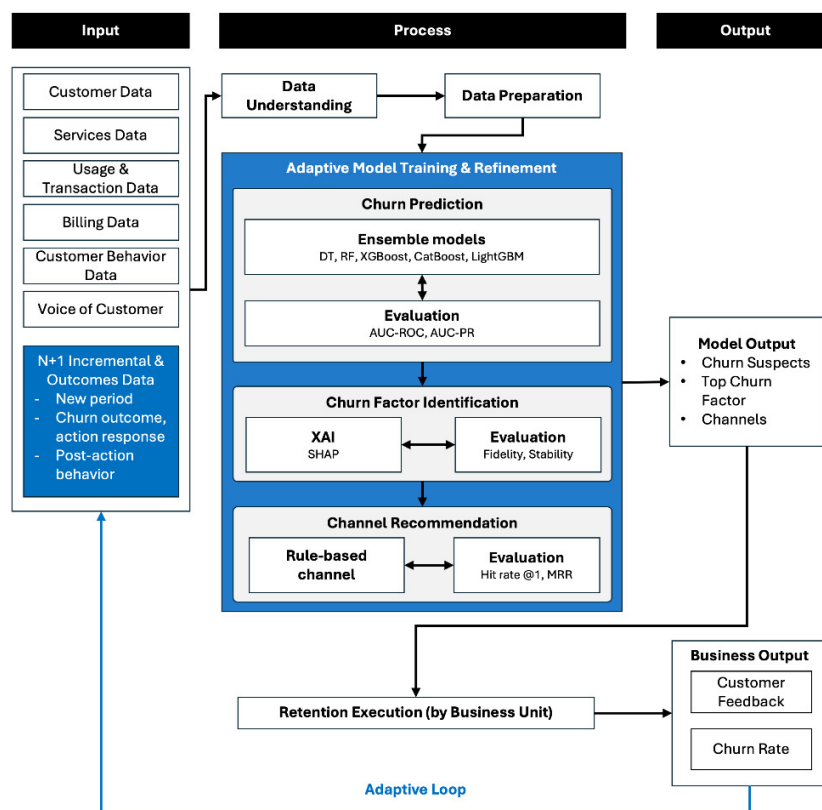 Input
Process
Output
Customer Data
Services Data
Usage &
Transaction Data
Billing Data
Customer Behavior
Data
Voice of Customer
N+1 Incremental &
Outcomes Data
- New period
- Churn outcome,
action response
- Post-action
behavior
Data
Understanding
Data Preparation
Adaptive Model Training & Refinement
Churn Prediction
Ensemble models
DT, RF, XGBoost, CatBoost, LightGBM
Evaluation
AUC-ROC, AUC-PR
Churn Factor Identification
XAI
SHAP
Evaluation
Fidelity, Stability
Channel Recommendation
Rule-based
channel
Evaluation
Hit rate @1, MRR
Model Output
• Churn Suspects
• Top Churn
Factor
• Channels
Retention Execution (by Business Unit)
Business Output
Customer
Feedback
Churn Rate
Adaptive Loop